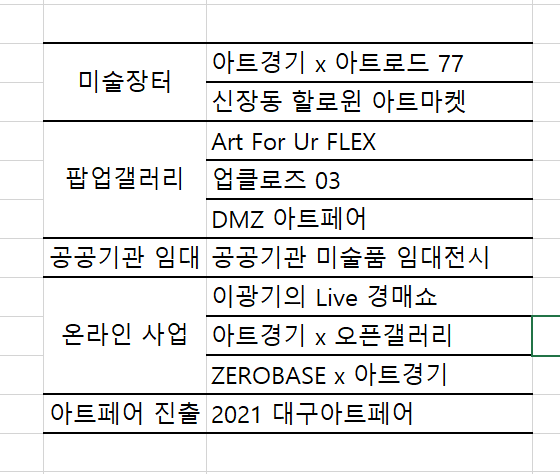 미술장터
아트경기 x 아트로드 77
신장동 할로윈 아트마켓
팝업갤러리
Art For Ur FLEX
업클로즈 03
DMZ 아트페어
공공기관 임대 공공기관 미술품 임대전시
온라인 사업
이광기의 Live 경매쇼
아트경기 x 오픈갤러리
ZEROBASE x 아트경기
아트페어 진출 2021 대구아트페어